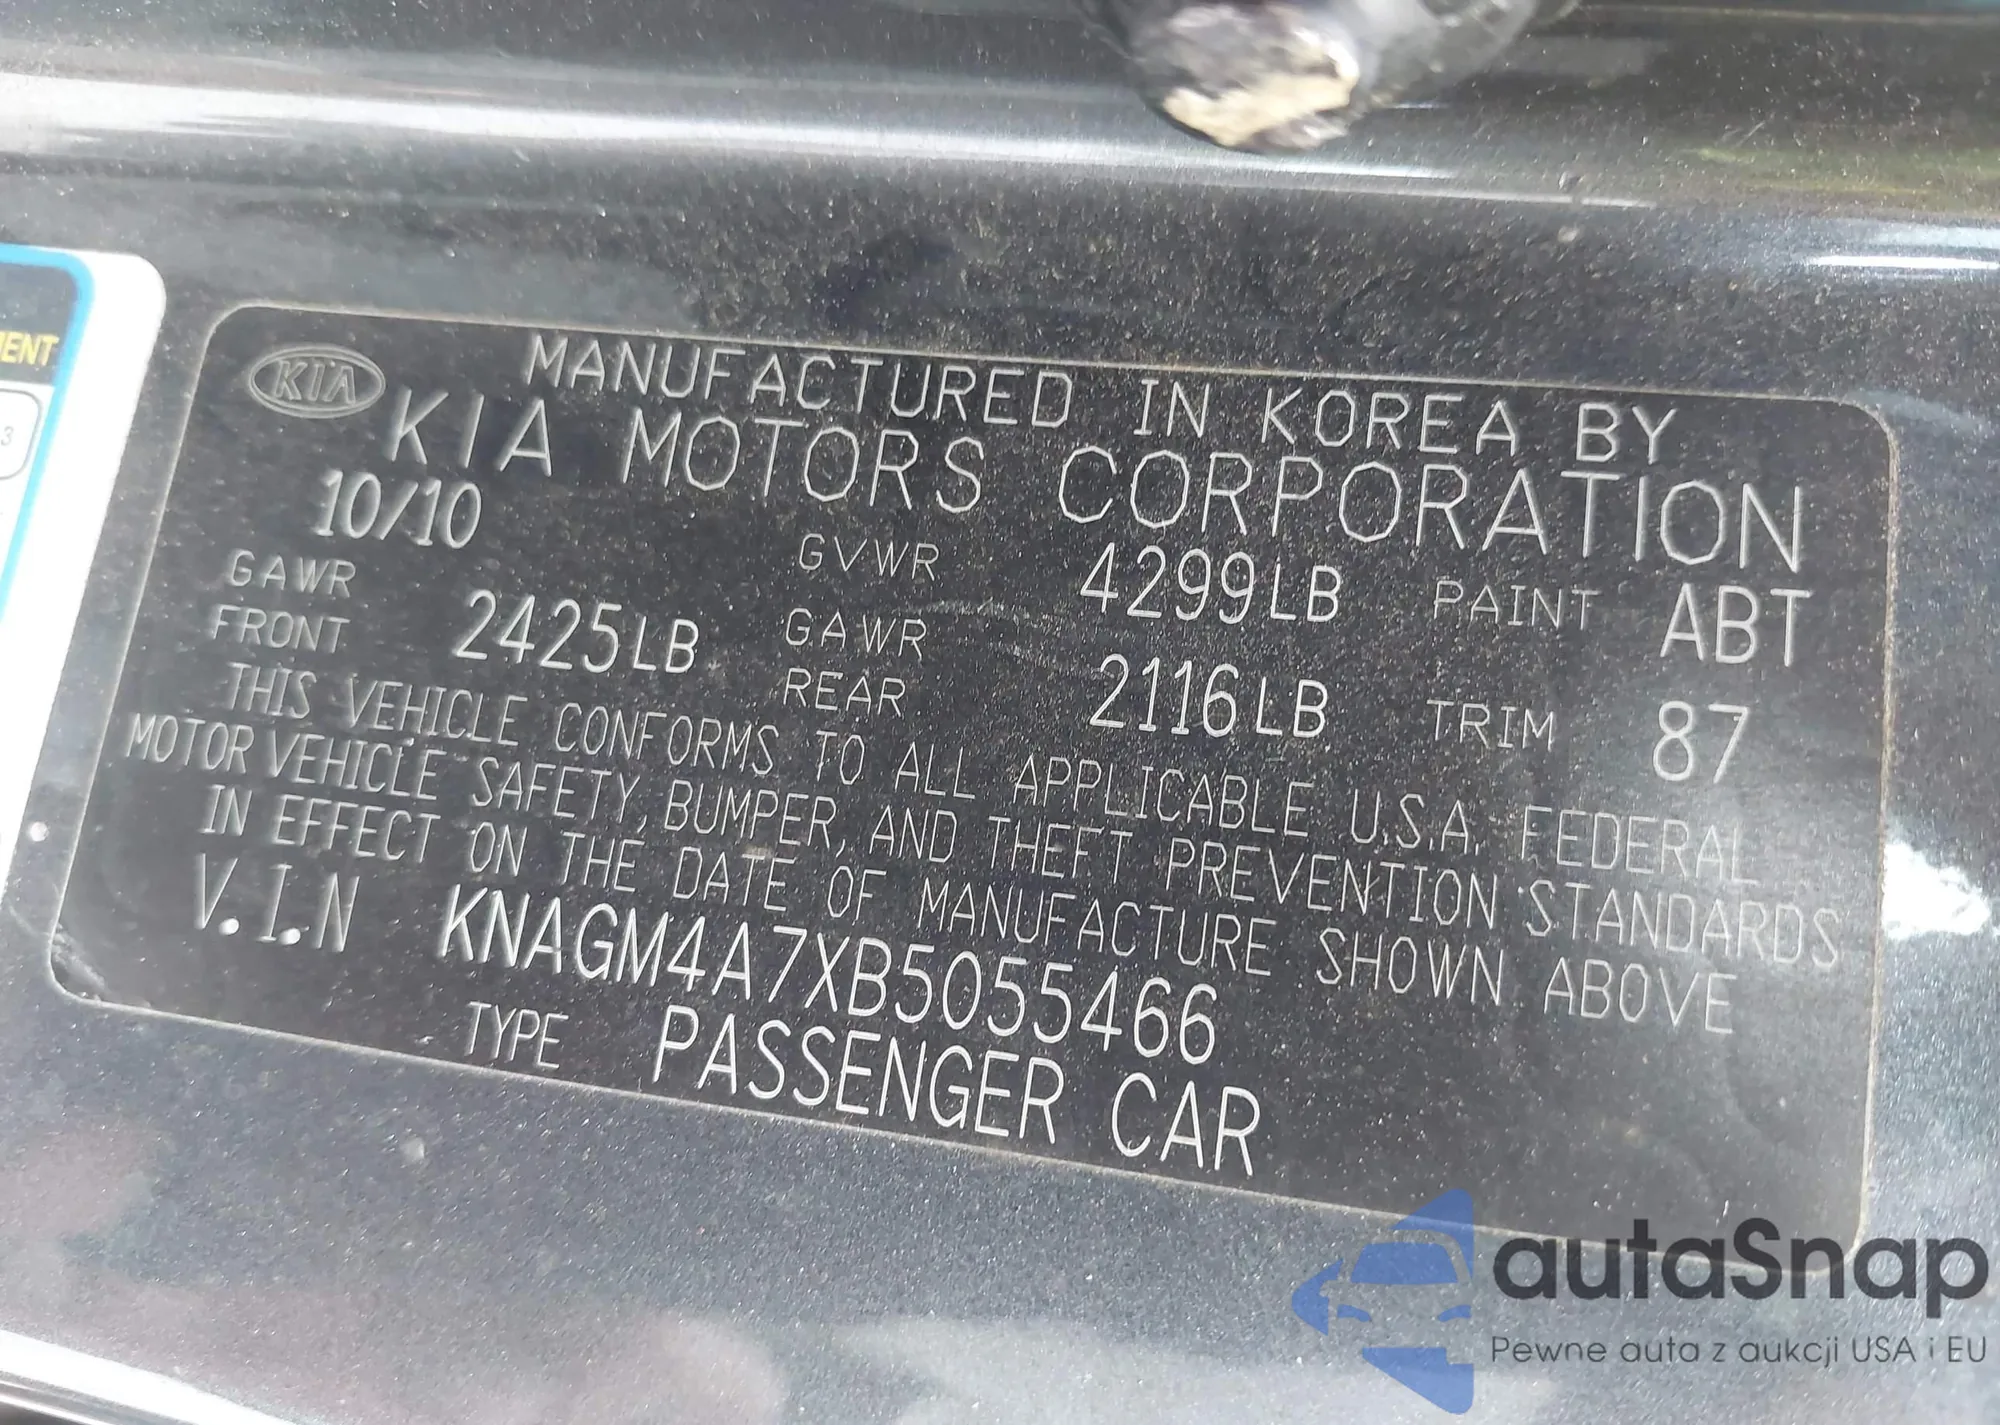 MENT
3
KIA
MANUFACTURED IN KOREA BY
KIA MOTORS CORPORATION
10/10 GVWR 4299LB PAINT ABT
GAWR FRONT 2425LB GAWR REAR 2116LB TRIM 87
THIS VEHICLE CONFORMS TO ALL APPLICABLE U.S.A. FEDERAL
MOTOR VEHICLE SAFETY, BUMPER, AND THEFT PREVENTION STANDARDS
IN EFFECT ON THE DATE OF MANUFACTURE SHOWN ABOVE
V.I.N KNAGM4A7XB5055466
TYPE PASSENGER CAR
autaSnap
Pewne auta z aukcji USA i EU